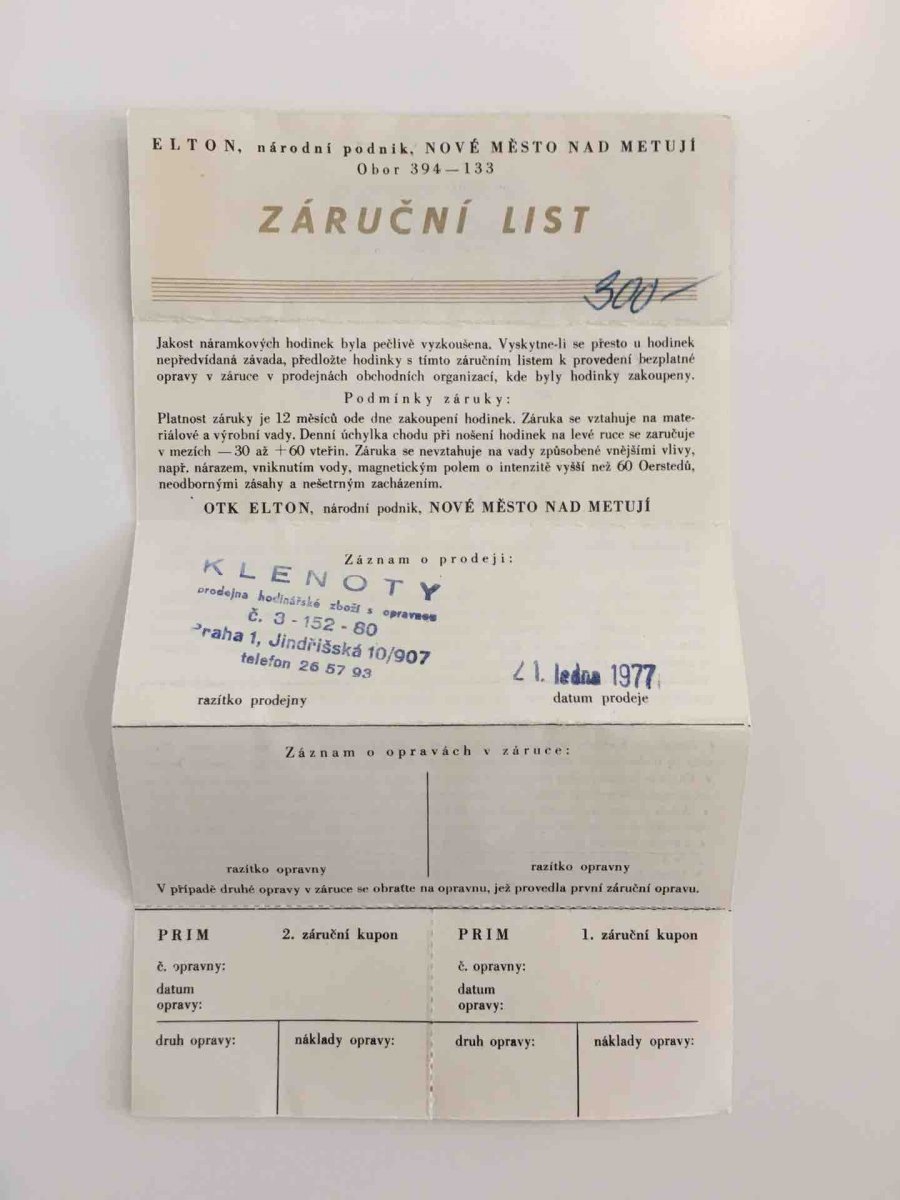 ELTON, národní podnik, NOVÉ MĚSTO NAD METUJÍ
Obor 394—133
ZÁRUČNÍ LIST
300—
Jakost náramkových hodinek byla pečlivě vyzkoušena. Vyskytne-li se přesto u hodinek
nepředvídaná závada, předložte hodinky s tímto záručním listem k provedení bezplatné
opravy v záruce v prodejnách obchodních organizací, kde byly hodinky zakoupeny.
Podmínky záruky:
Platnost záruky je 12 měsíců ode dne zakoupení hodinek. Záruka se vztahuje na mate-
riálové a výrobní vady. Denní úchylka chodu při nošení hodinek na levé ruce se zaručuje
v mezích —30 až +60 vteřin. Záruka se nevztahuje na vady způsobené vnějšími vlivy,
např. nárazem, vniknutím vody, magnetickým polem o intenzitě vyšší než 60 Oerstedů,
neodbornými zásahy a nešetrným zacházením.
OTK ELTON, národní podnik, NOVÉ MĚSTO NAD METUJÍ
Záznam o prodeji:
KLENOTY
prodejna hodinářské zboží s opravnou
č. 3-152-80
Praha 1, Jindřišská 10/907
telefon 26 57 93
21. ledna 1977
razítko prodejny
datum prodeje
Záznam o opravách v záruce:
razítko opravny
razítko opravny
V případě druhé opravy v záruce se obraťte na opravnu, jež provedla první záruční opravu.
PRIM 2. záruční kupon
č. opravny:
datum
opravy:
druh opravy: náklady opravy:
PRIM 1. záruční kupon
č. opravny:
datum
opravy:
druh opravy: náklady opravy: